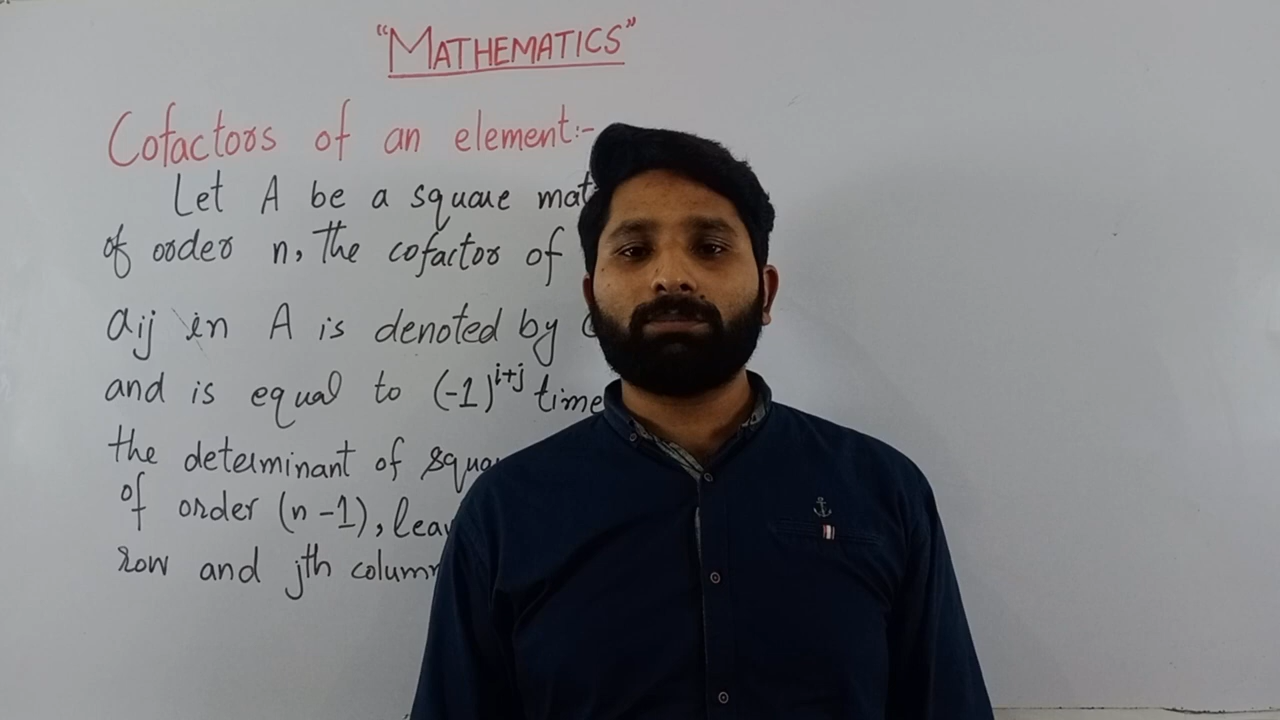 “MATHEMATICS”
Cofactors of an element:-
Let A be a square mat
of order n, the cofactor of
aij in A is denoted by
and is equal to (-1)^i+j time
the determinant of squa
of order (n-1), leav
row and jth column